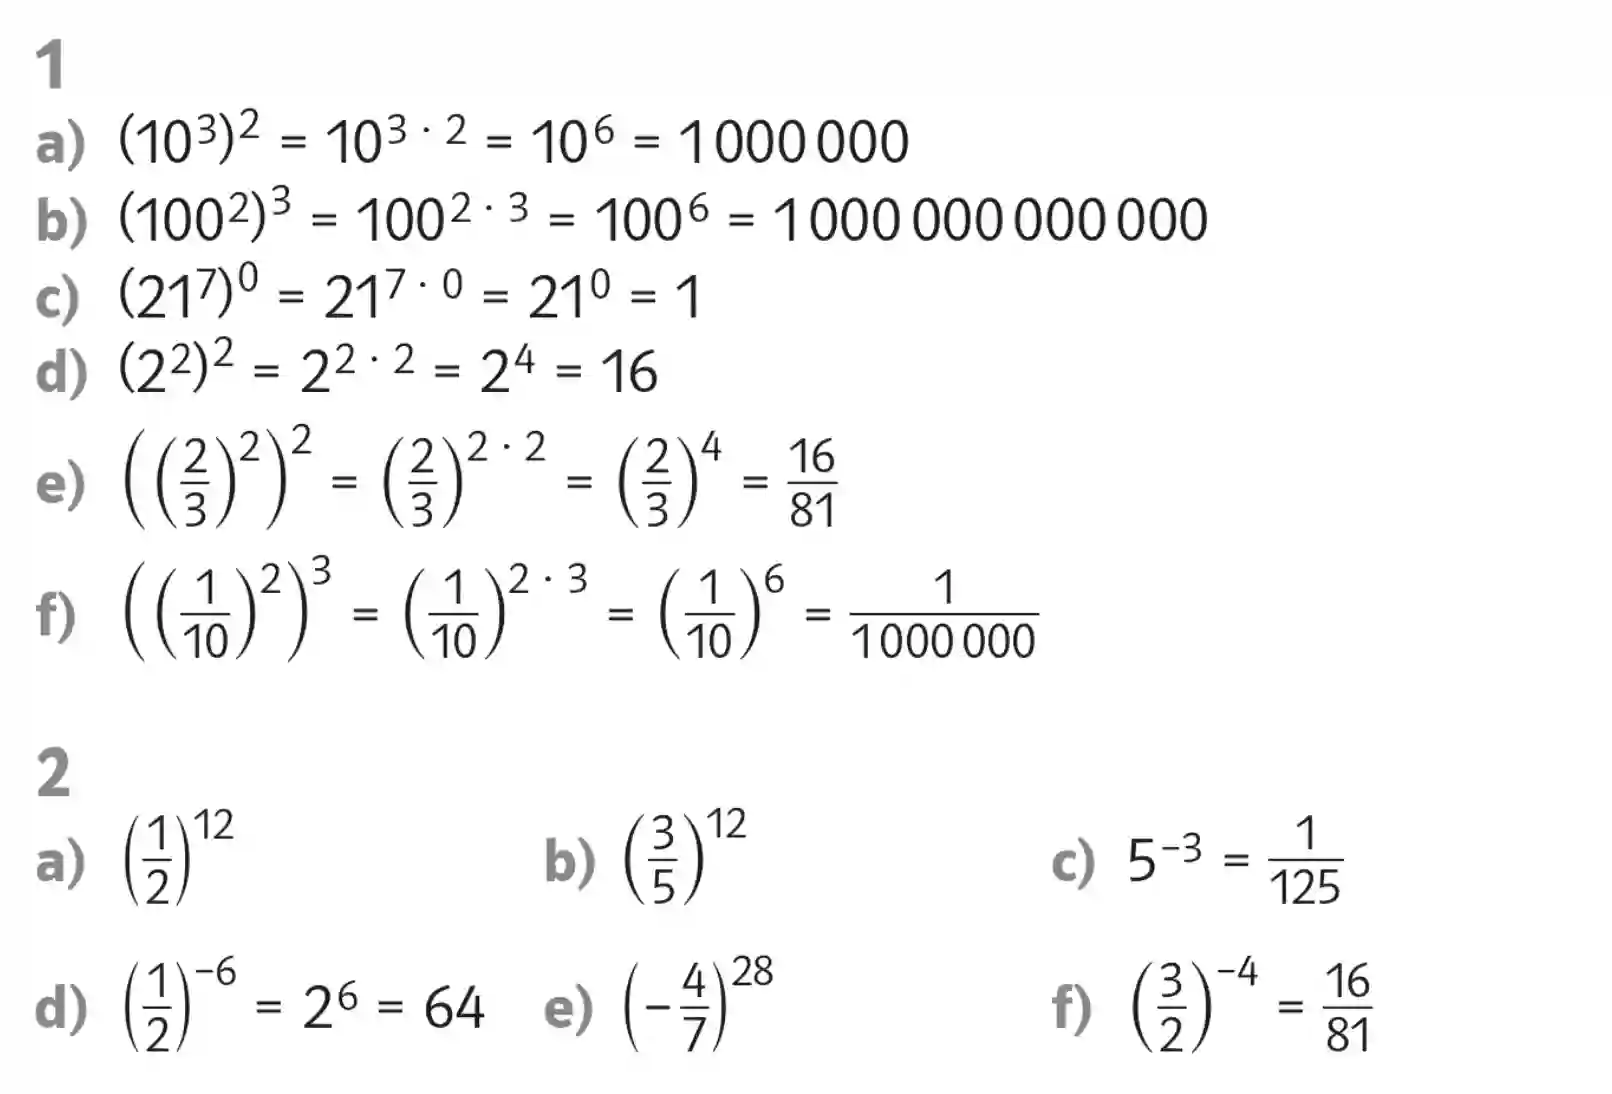 1
a) (10³)² = 10³ · ² = 10⁶ = 1 000 000
b) (100²)³ = 100² · ³ = 100⁶ = 1 000 000 000 000
c) (21⁷)⁰ = 21⁷ · ⁰ = 21⁰ = 1
d) (2²)² = 2² · ² = 2⁴ = 16
e) ((2/3)²)² = (2/3)² · ² = (2/3)⁴ = 16/81
f) ((1/10)²)³ = (1/10)² · ³ = (1/10)⁶ = 1/1 000 000
2
a) (1/2)¹² b) (3/5)¹² c) 5⁻³ = 1/125
d) (1/2)⁻⁶ = 2⁶ = 64 e) (−4/7)²⁸ f) (3/2)⁻⁴ = 16/81